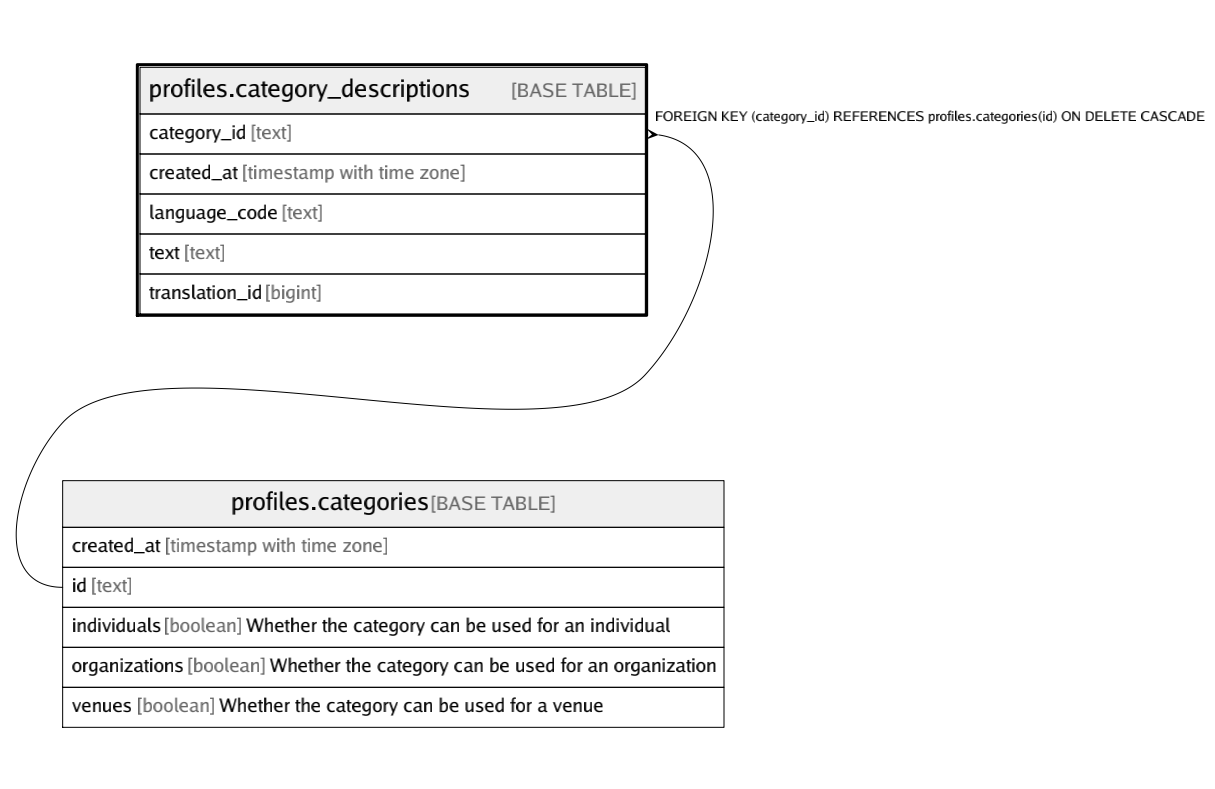 profiles.category_descriptions [BASE TABLE]
FOREIGN KEY (category_id) REFERENCES profiles.categories(id) ON DELETE CASCADE
category_id [text]
created_at [timestamp with time zone]
language_code [text]
text [text]
translation_id [bigint]
profiles.categories [BASE TABLE]
created_at [timestamp with time zone]
id [text]
individuals [boolean] Whether the category can be used for an individual
organizations [boolean] Whether the category can be used for an organization
venues [boolean] Whether the category can be used for a venue